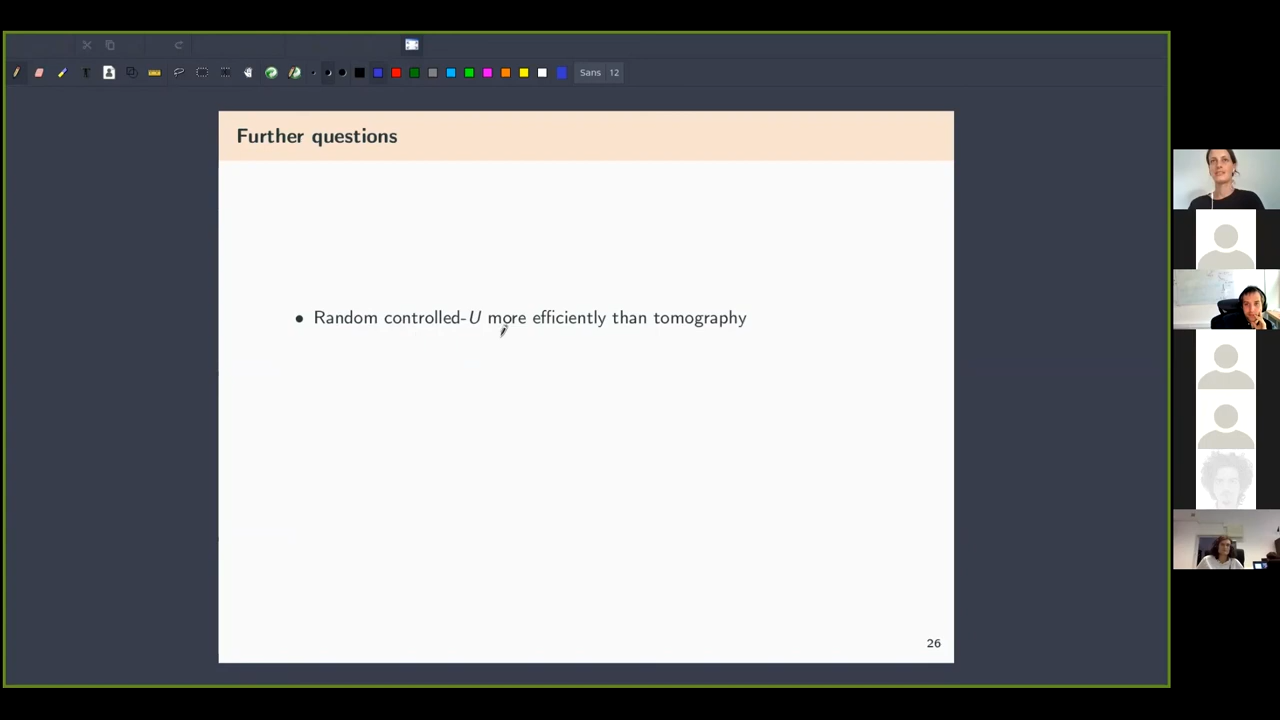 Sans 12
Further questions
• Random controlled-U more efficiently than tomography
26